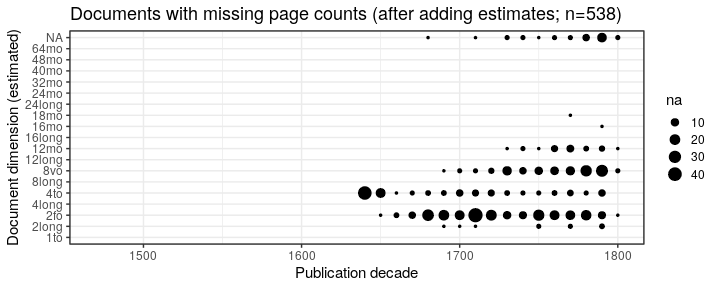 Documents with missing page counts (after adding estimates; n=538)
Document dimension (estimated)
NA
64mo
48mo
40mo
32mo
24mo
24long
18mo
16mo
16long
12mo
12long
8vo
8long
4to
4long
2fo
2long
1to
1500
1600
1700
1800
Publication decade
na
10
20
30
40